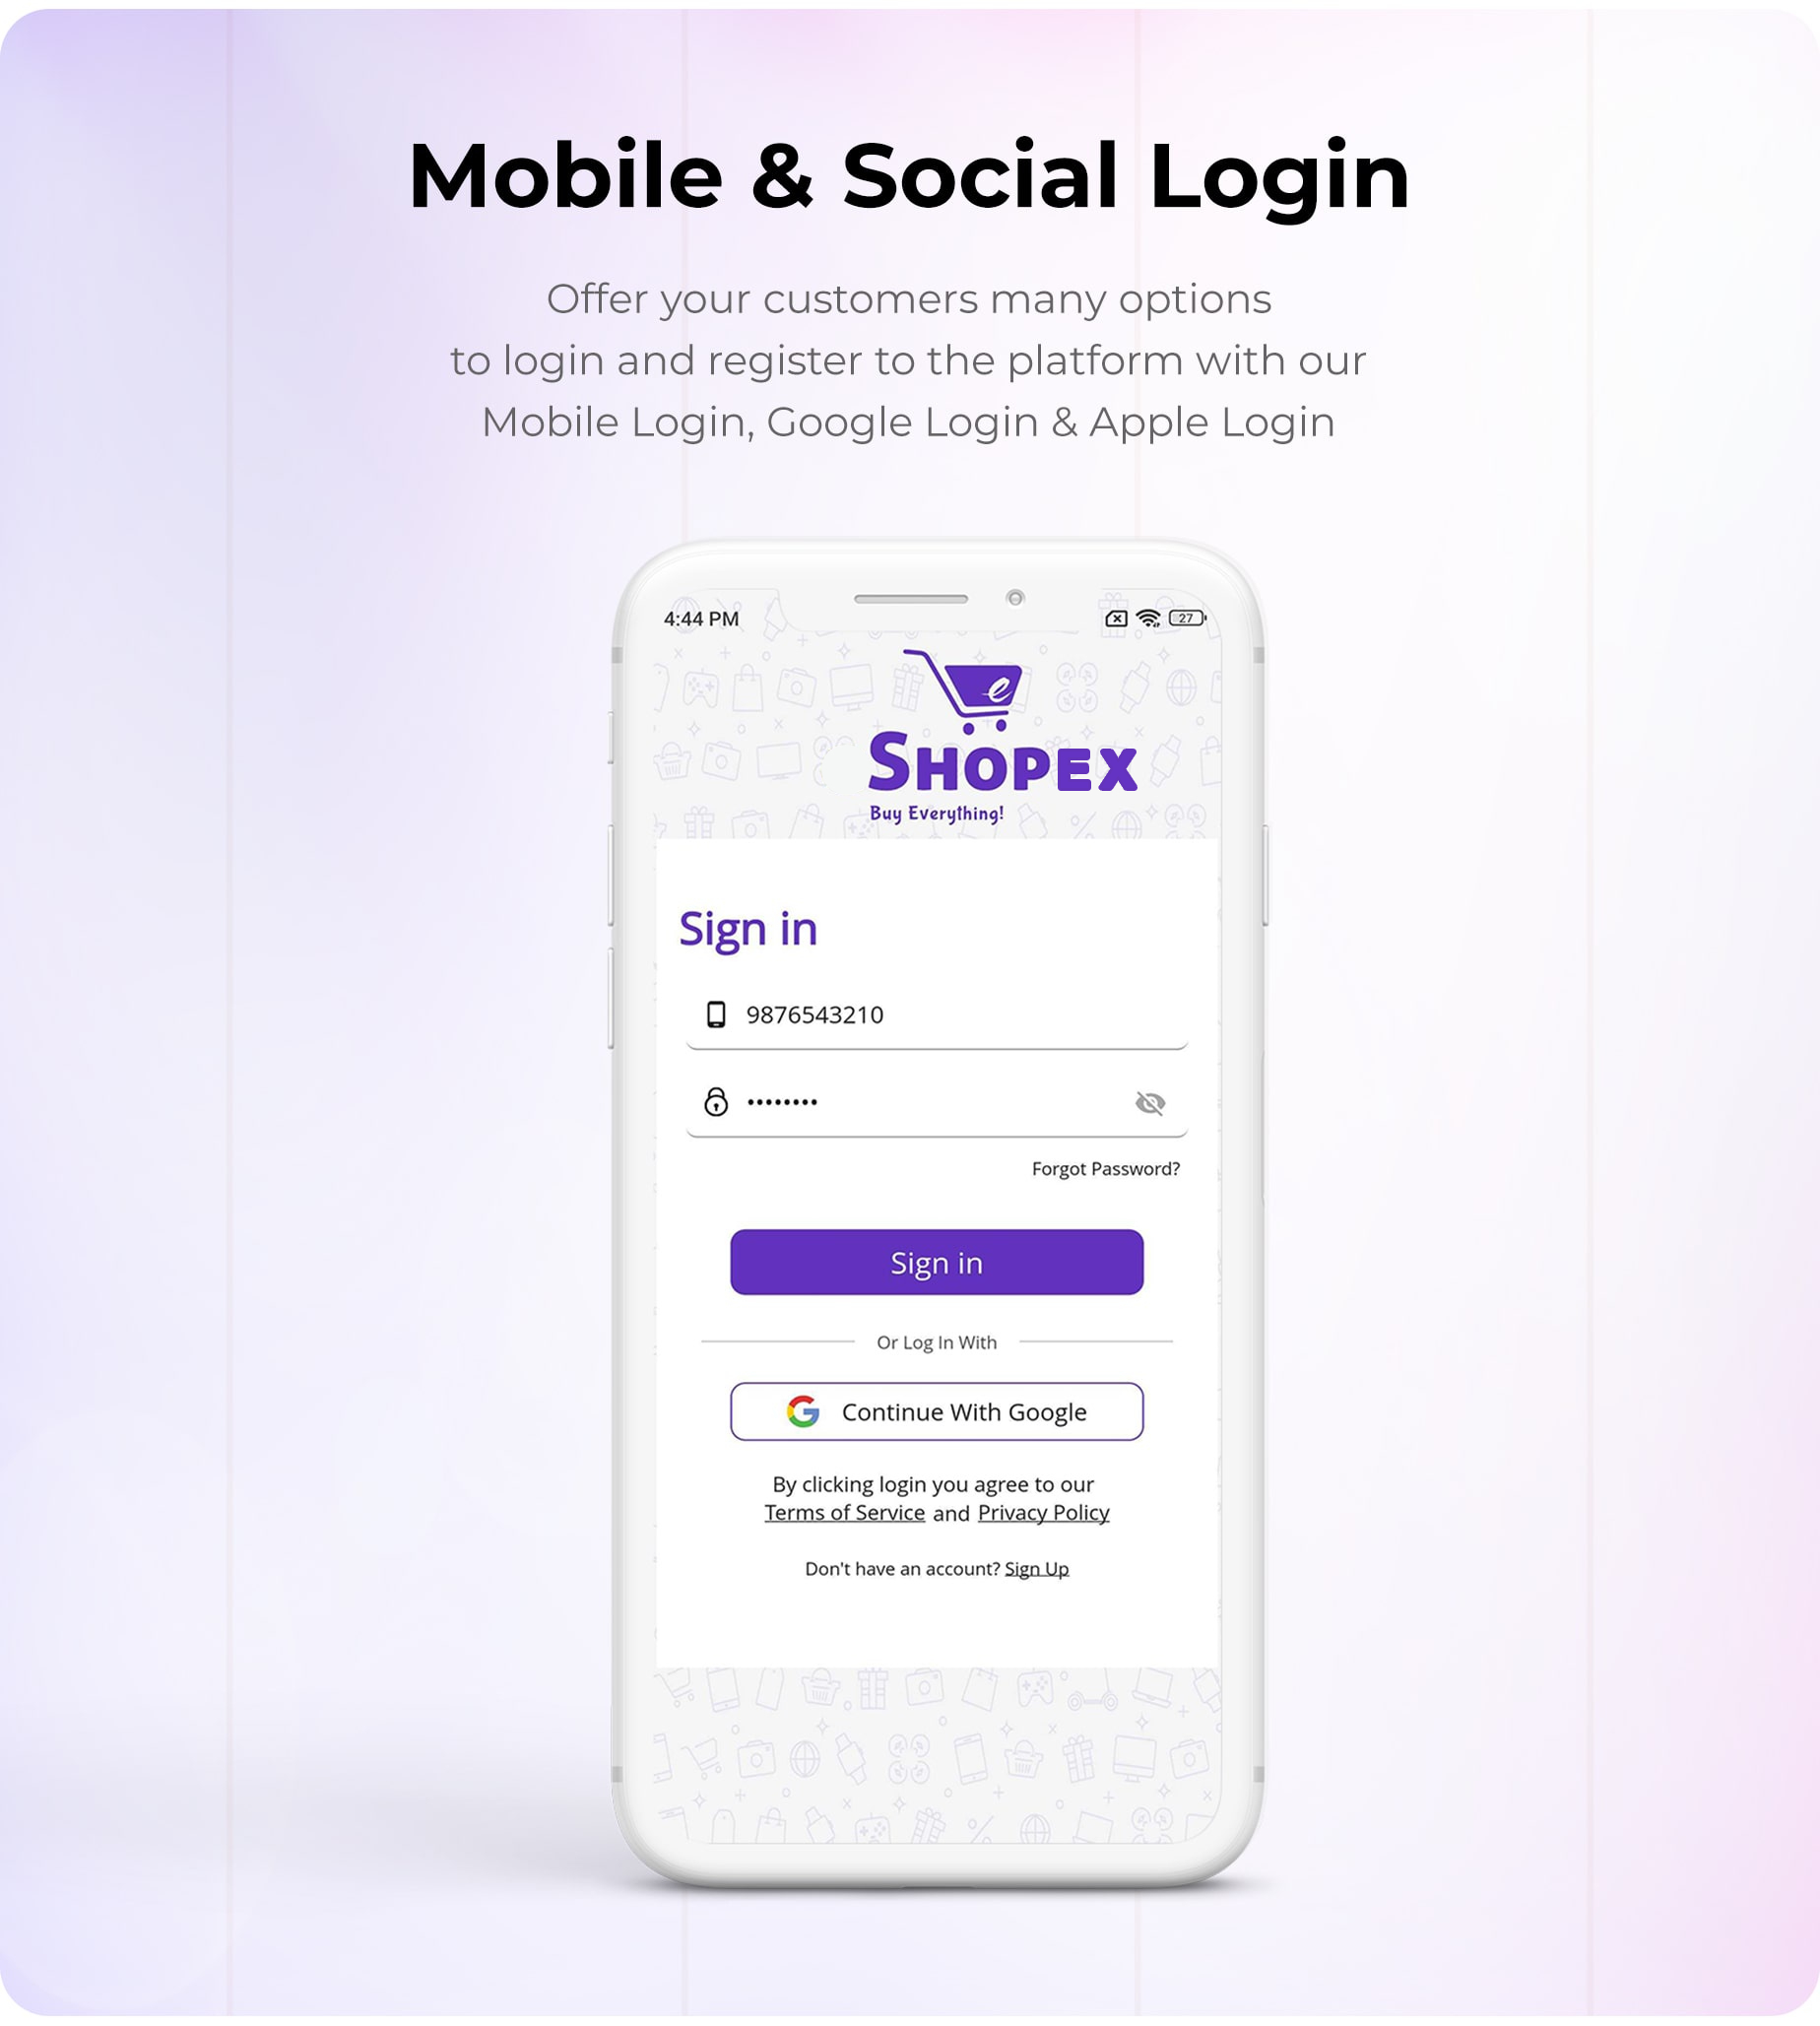 Mobile & Social Login
Offer your customers many options
to login and register to the platform with our
Mobile Login, Google Login & Apple Login
4:44 PM
27
e
SHOPEX
Buy Everything!
Sign in
9876543210
••••••••
Forgot Password?
Sign in
Or Log In With
Continue With Google
By clicking login you agree to our
Terms of Service and Privacy Policy
Don't have an account? Sign Up